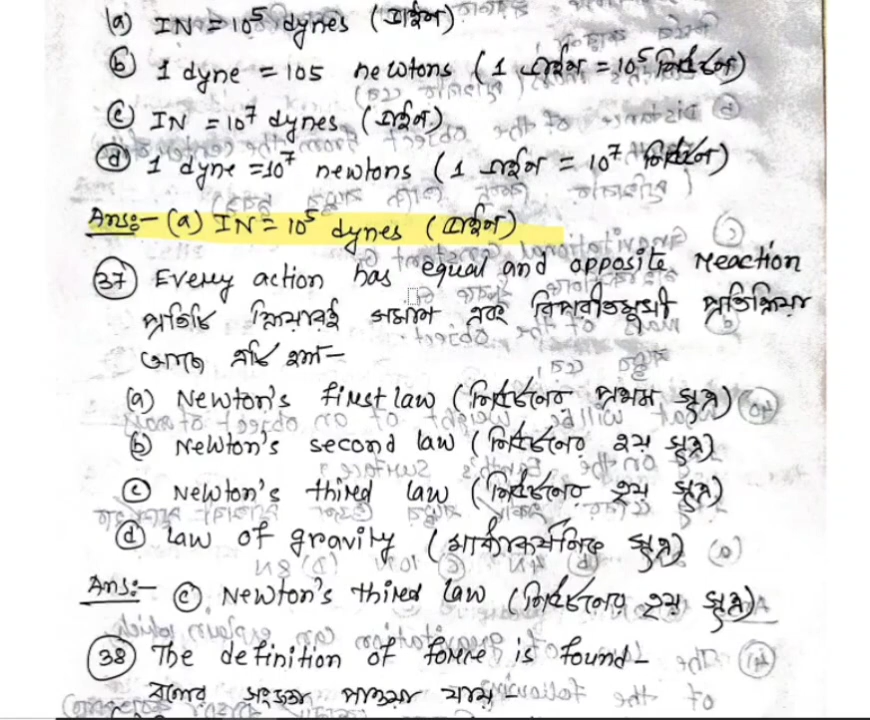 (a) 1N = 10⁵ dynes (ডাইন)
(b) 1 dyne = 105 newtons (1 ডাইন = 10⁵ নিউটন)
(c) 1N = 10⁷ dynes (ডাইন)
(d) 1 dyne = 10⁷ newtons (1 ডাইন = 10⁷ নিউটন)
Ans:- (a) 1N = 10⁵ dynes (ডাইন)
(37) Every action has equal and opposite reaction
প্রতিটি ক্রিয়ারই সমান এবং বিপরীতমুখী প্রতিক্রিয়া
আছে এটি হল-
(a) Newton's first law (নিউটনের প্রথম সূত্র)
(b) Newton's second law (নিউটনের ২য় সূত্র)
(c) Newton's third law (নিউটনের ৩য় সূত্র)
(d) Law of gravity (মাধ্যাকর্ষনিক সূত্র)
Ans:- (c) Newton's third law (নিউটনের ৩য় সূত্র)
(38) The definition of force is found-
বলের সংজ্ঞা পাওয়া যায় -